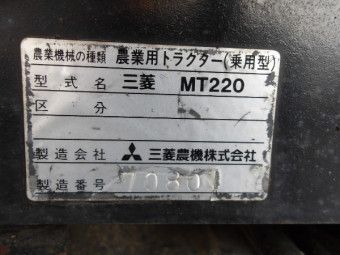 農業機械の種類 農業用トラクター(乗用型)
型式名 三菱 MT220
区分
製造会社 三菱農機株式会社
製造番号 70801